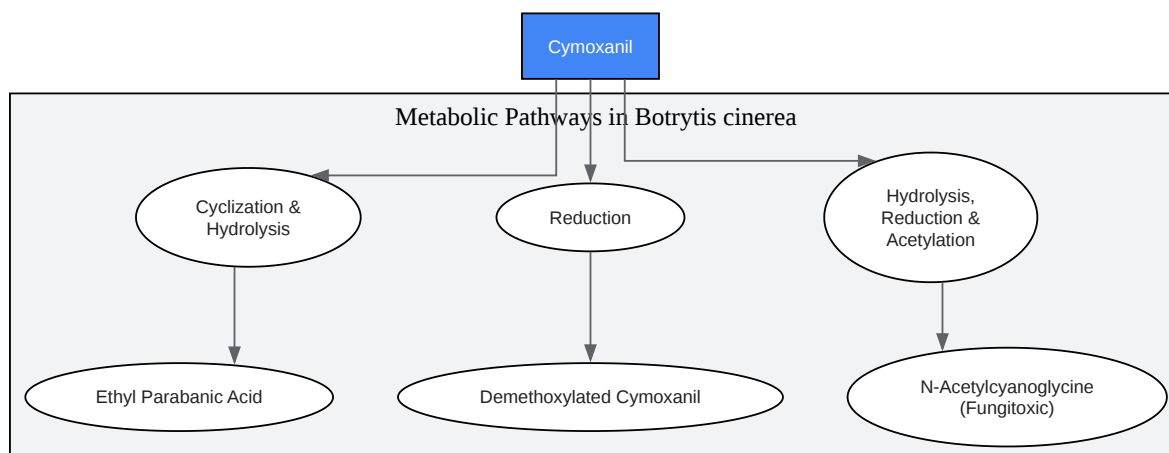 Cymoxanil
Metabolic Pathways in Botrytis cinerea
Cyclization &
Hydrolysis
Reduction
Hydrolysis,
Reduction &
Acetylation
Ethyl Parabanic Acid
Demethoxylated Cymoxanil
N-Acetylcyanoglycine
(Fungitoxic)